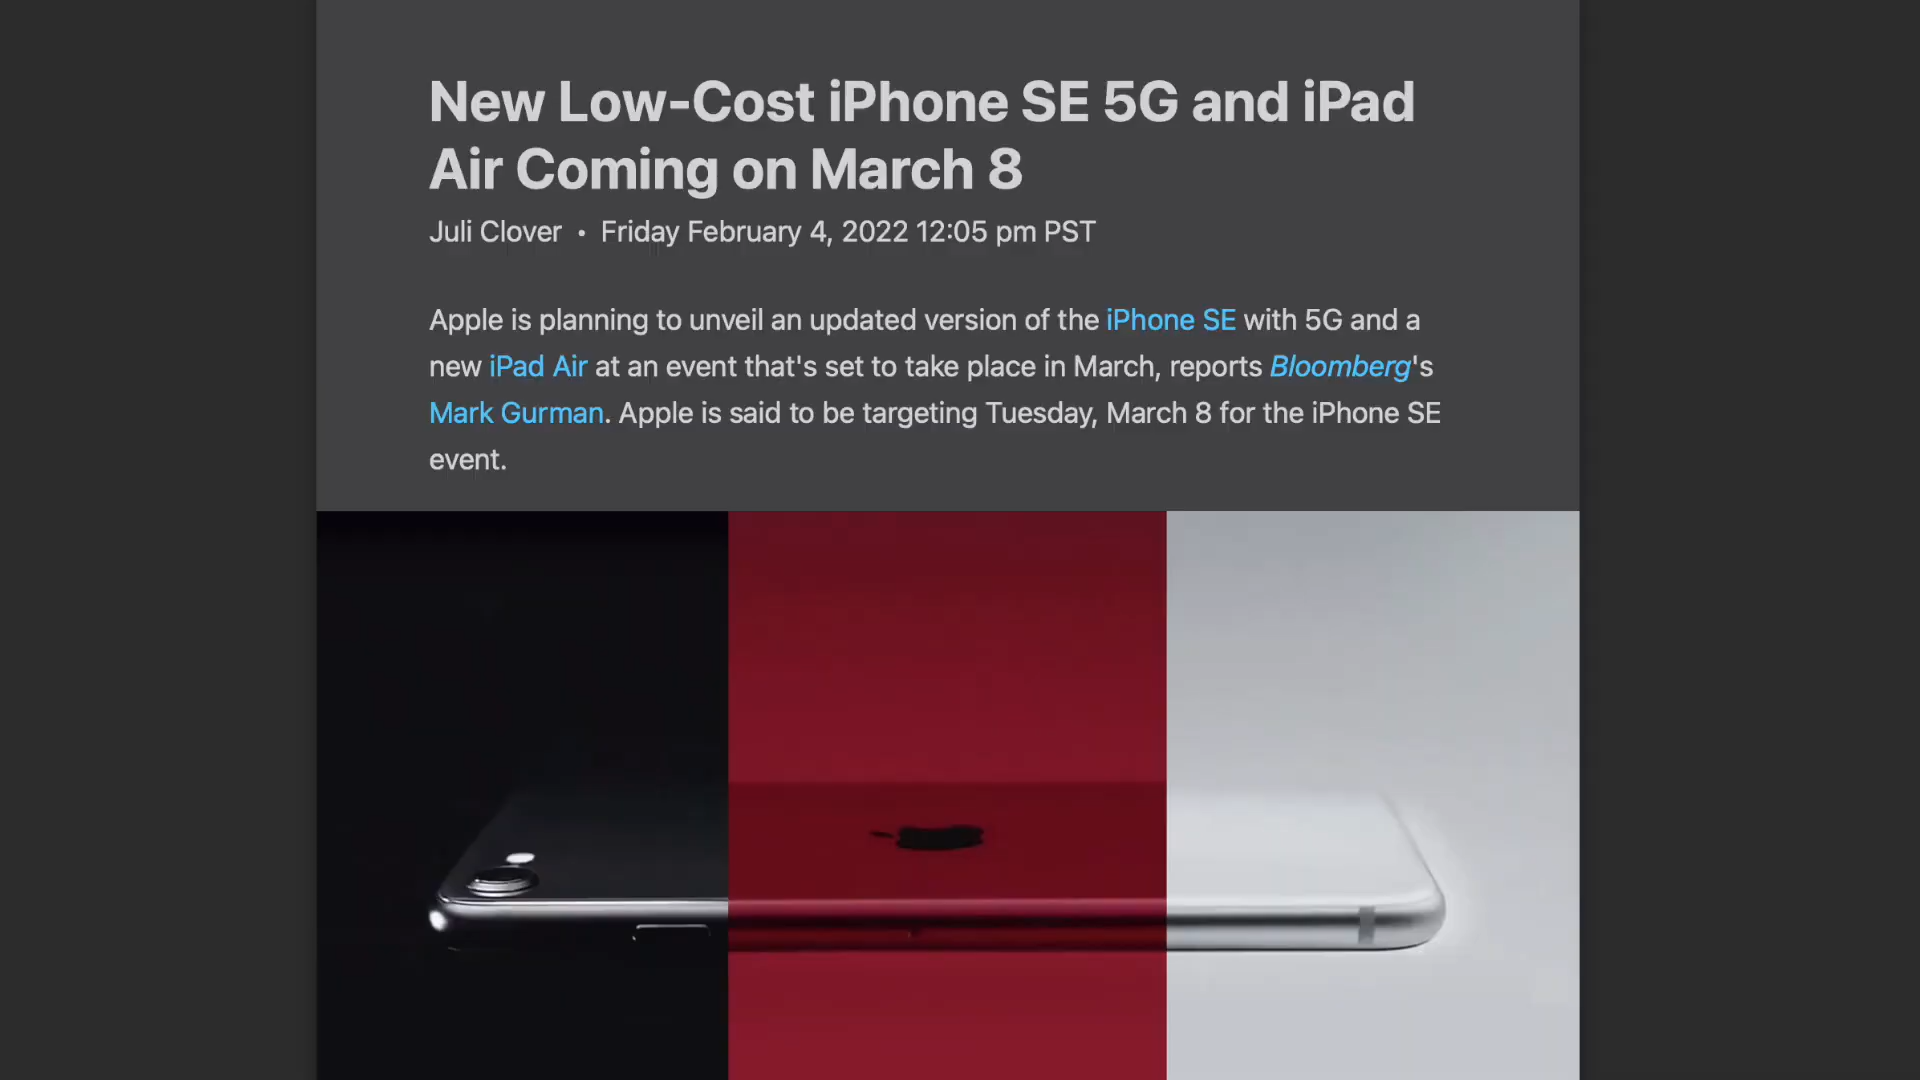 New Low-Cost iPhone SE 5G and iPad
Air Coming on March 8
Juli Clover • Friday February 4, 2022 12:05 pm PST
Apple is planning to unveil an updated version of the iPhone SE with 5G and a
new iPad Air at an event that's set to take place in March, reports Bloomberg's
Mark Gurman. Apple is said to be targeting Tuesday, March 8 for the iPhone SE
event.